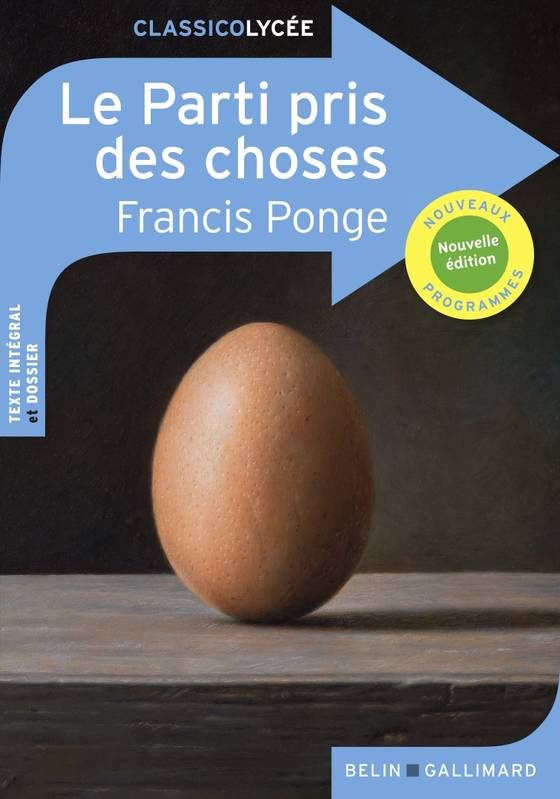 CLASSICOLYCÉE
Le Parti pris
des choses
Francis Ponge
NOUVEAUX
Nouvelle
édition
PROGRAMMES
TEXTE INTÉGRAL
et DOSSIER
BELIN ■ GALLIMARD